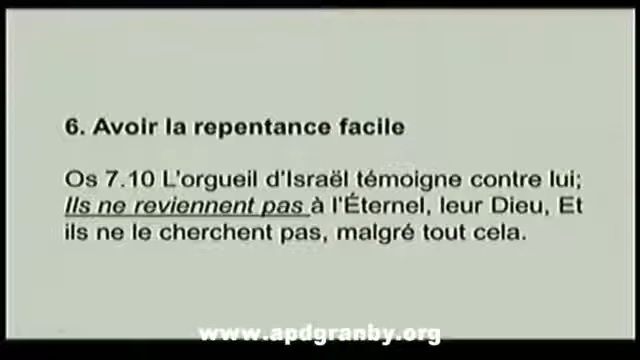 6. Avoir la repentance facile
Os 7.10 L'orgueil d'Israël témoigne contre lui;
Ils ne reviennent pas à l'Éternel, leur Dieu, Et
ils ne le cherchent pas, malgré tout cela.
www.apdgranby.org